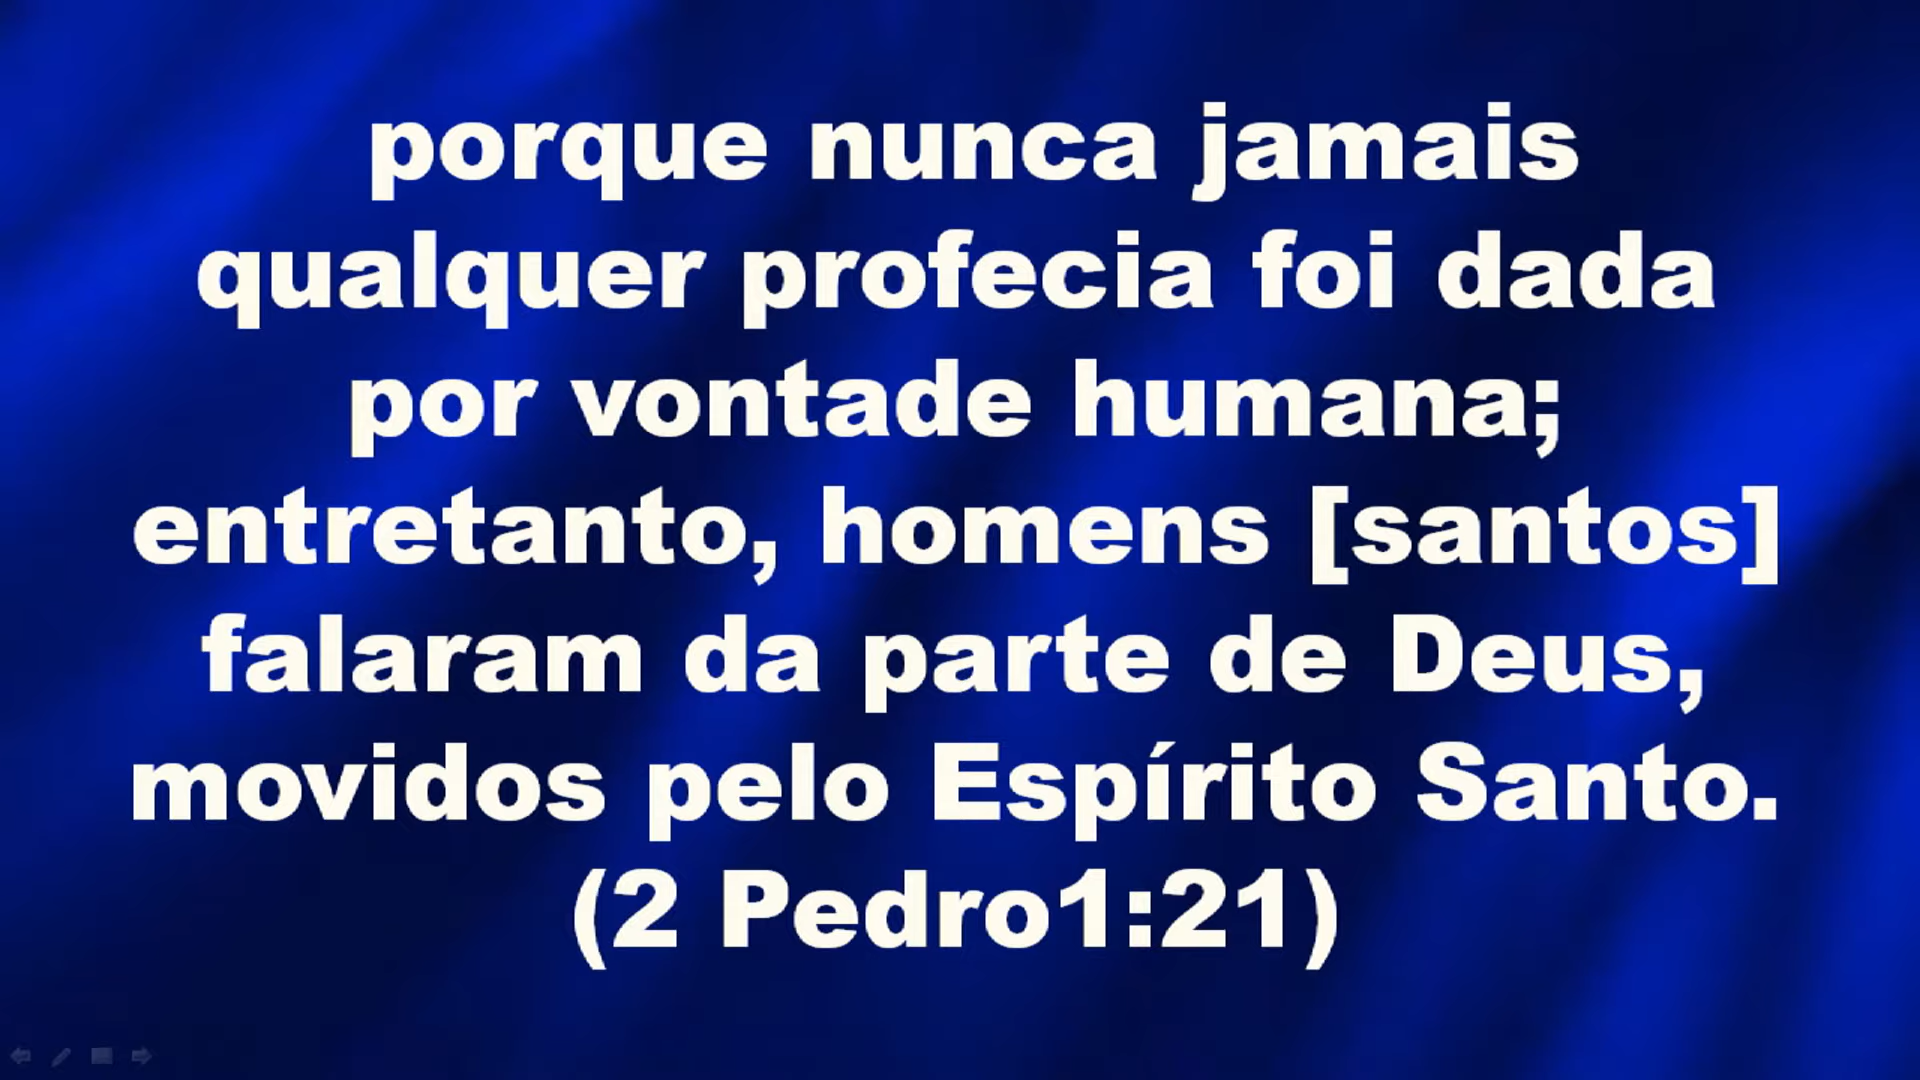 porque nunca jamais
qualquer profecia foi dada
por vontade humana;
entretanto, homens [santos]
falaram da parte de Deus,
movidos pelo Espírito Santo.
(2 Pedro1:21)